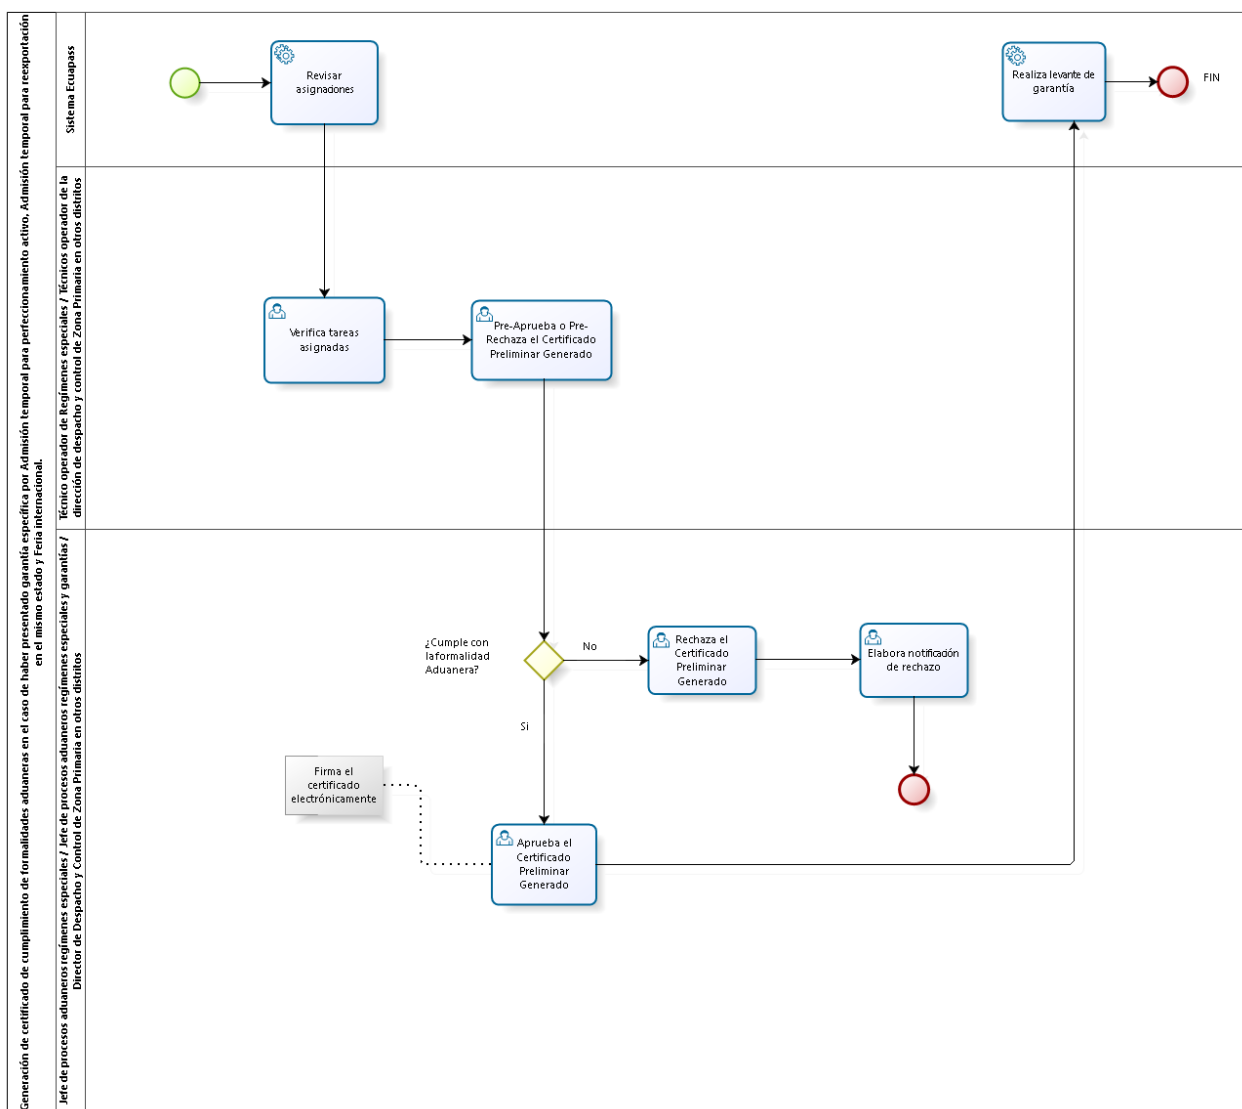 Generación de certificado de cumplimiento de formalidades aduaneras en el caso de haber presentado garantía específica por Admisión temporal para perfeccionamiento activo, Admisión temporal para reexportación
en el mismo estado y Feria internacional.
Sistema Ecuapass
Revisar
asignaciones
Realiza levante de
garantía
FIN
Técnico operador de Regímenes especiales / Técnicos operador de la
dirección de despacho y control de Zona Primaria en otros distritos
Verifica tareas
asignadas
Pre-Aprueba o Pre-
Rechaza el Certificado
Preliminar Generado
Jefe de procesos aduaneros regímenes especiales / Jefe de procesos aduaneros regímenes especiales y garantías /
Director de Despacho y Control de Zona Primaria en otros distritos
¿Cumple con
laformalidad
Aduanera?
No
Rechaza el
Certificado
Preliminar
Generado
Elabora notificación
de rechazo
Si
Firma el
certificado
electrónicamente
Aprueba el
Certificado
Preliminar
Generado